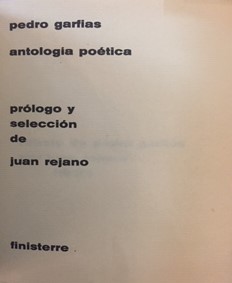 pedro garfias
antología poética
prólogo y
selección
de
juan rejano
finisterre